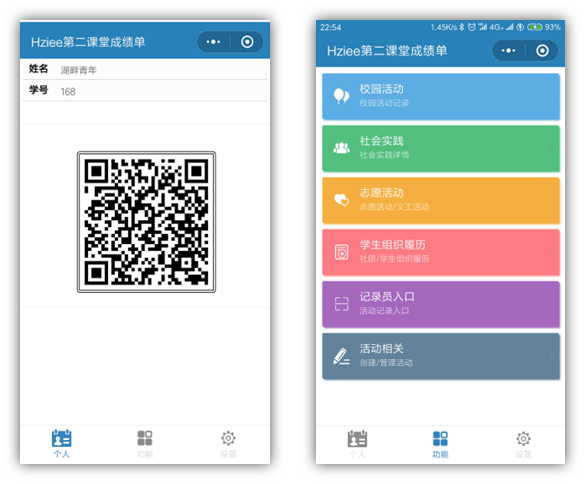 Hziee第二课堂成绩单
姓名 湖畔青年
学号 168
个人
功能
设置
22:54
1.45K/s
4G
93%
Hziee第二课堂成绩单
校园活动
校园活动记录
社会实践
社会实践详情
志愿活动
志愿活动/义工活动
学生组织履历
社团/学生组织履历
记录员入口
活动记录入口
活动相关
创建/管理活动
个人
功能
设置